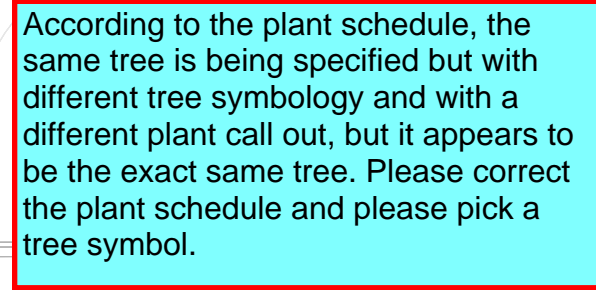 According to the plant schedule, the
same tree is being specified but with
different tree symbology and with a
different plant call out, but it appears to
be the exact same tree. Please correct
the plant schedule and please pick a
tree symbol.